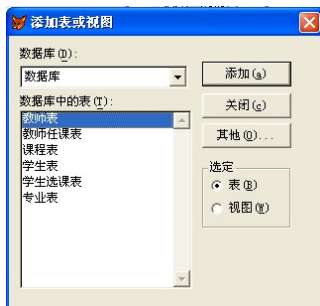 添加表或视图
数据库(D):
数据库
添加(a)
数据库中的表(T):
关闭(c)
教师表
教师任课表
其他(O)...
课程表
学生表
选定
学生选课表
表(B)
专业表
视图(W)